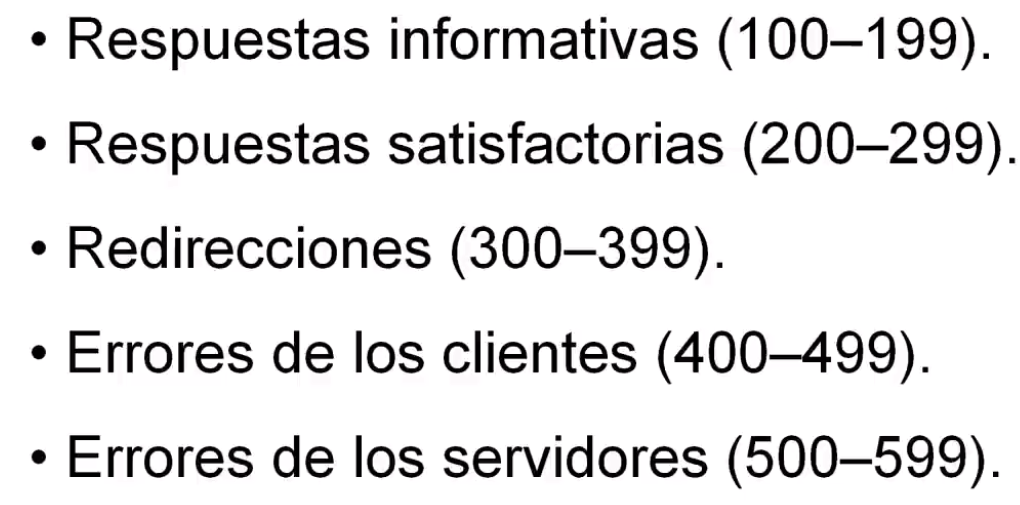 • Respuestas informativas (100–199).
• Respuestas satisfactorias (200–299).
• Redirecciones (300–399).
• Errores de los clientes (400–499).
• Errores de los servidores (500–599).